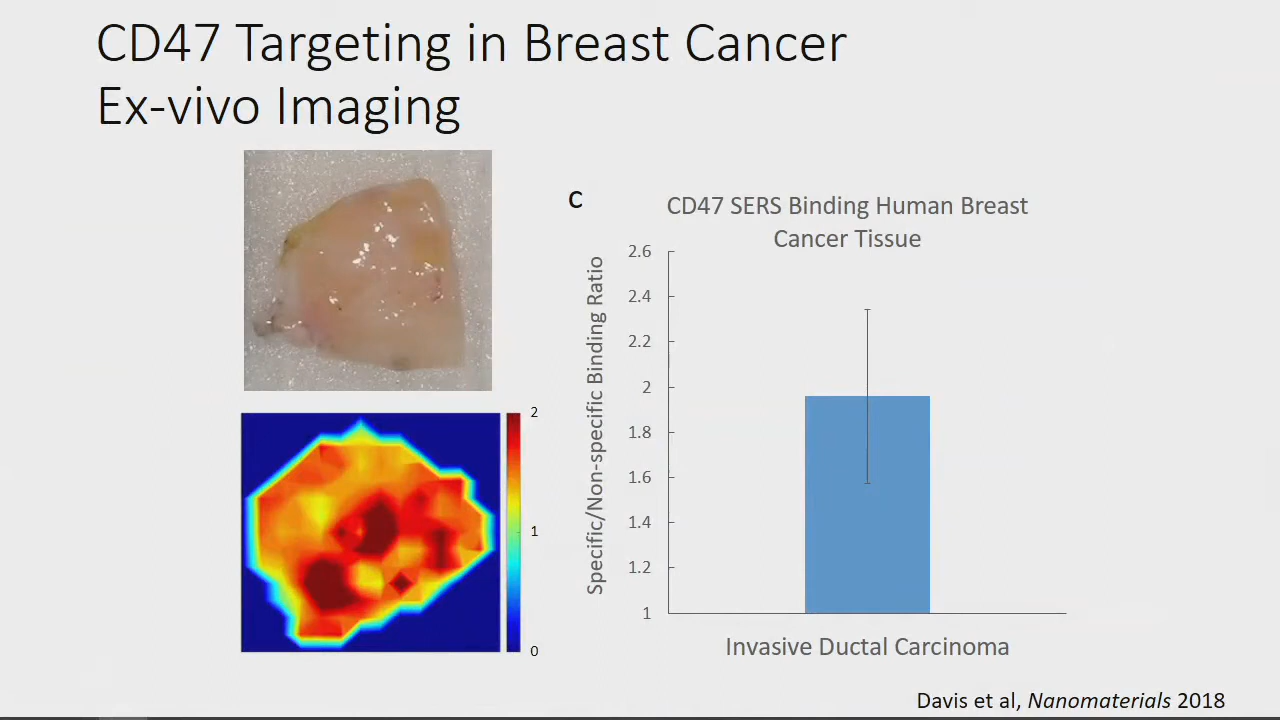 CD47 Targeting in Breast Cancer
Ex-vivo Imaging
c
CD47 SERS Binding Human Breast
Cancer Tissue
Specific/Non-specific Binding Ratio
2.6
2.4
2.2
2
1.8
1.6
1.4
1.2
1
Invasive Ductal Carcinoma
2
1
0
Davis et al, Nanomaterials 2018